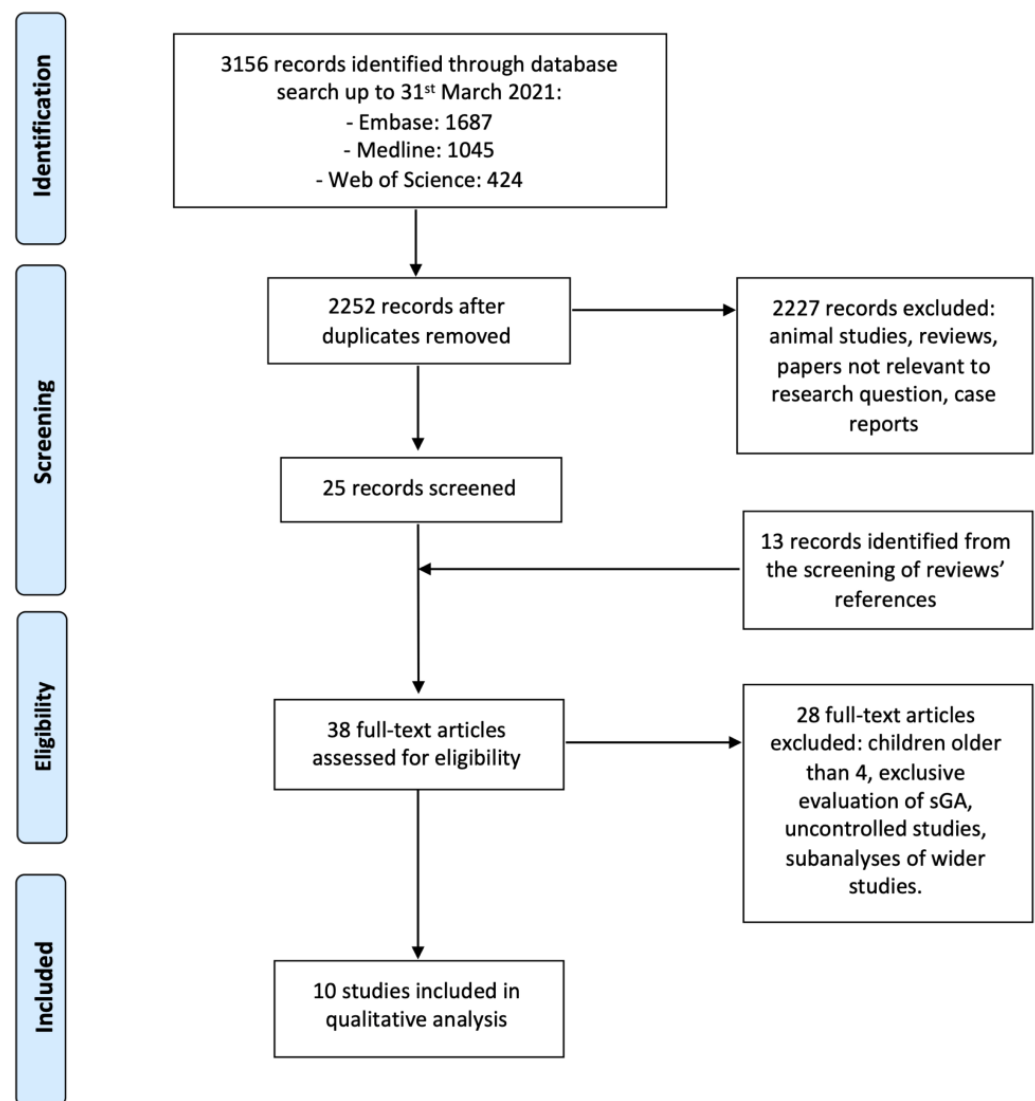 Identification
3156 records identified through database
search up to 31st March 2021:
- Embase: 1687
- Medline: 1045
- Web of Science: 424
Screening
2252 records after
duplicates removed
2227 records excluded:
animal studies, reviews,
papers not relevant to
research question, case
reports
25 records screened
13 records identified from
the screening of reviews’
references
Eligibility
38 full-text articles
assessed for eligibility
28 full-text articles
excluded: children older
than 4, exclusive
evaluation of sGA,
uncontrolled studies,
subanalyses of wider
studies.
Included
10 studies included in
qualitative analysis